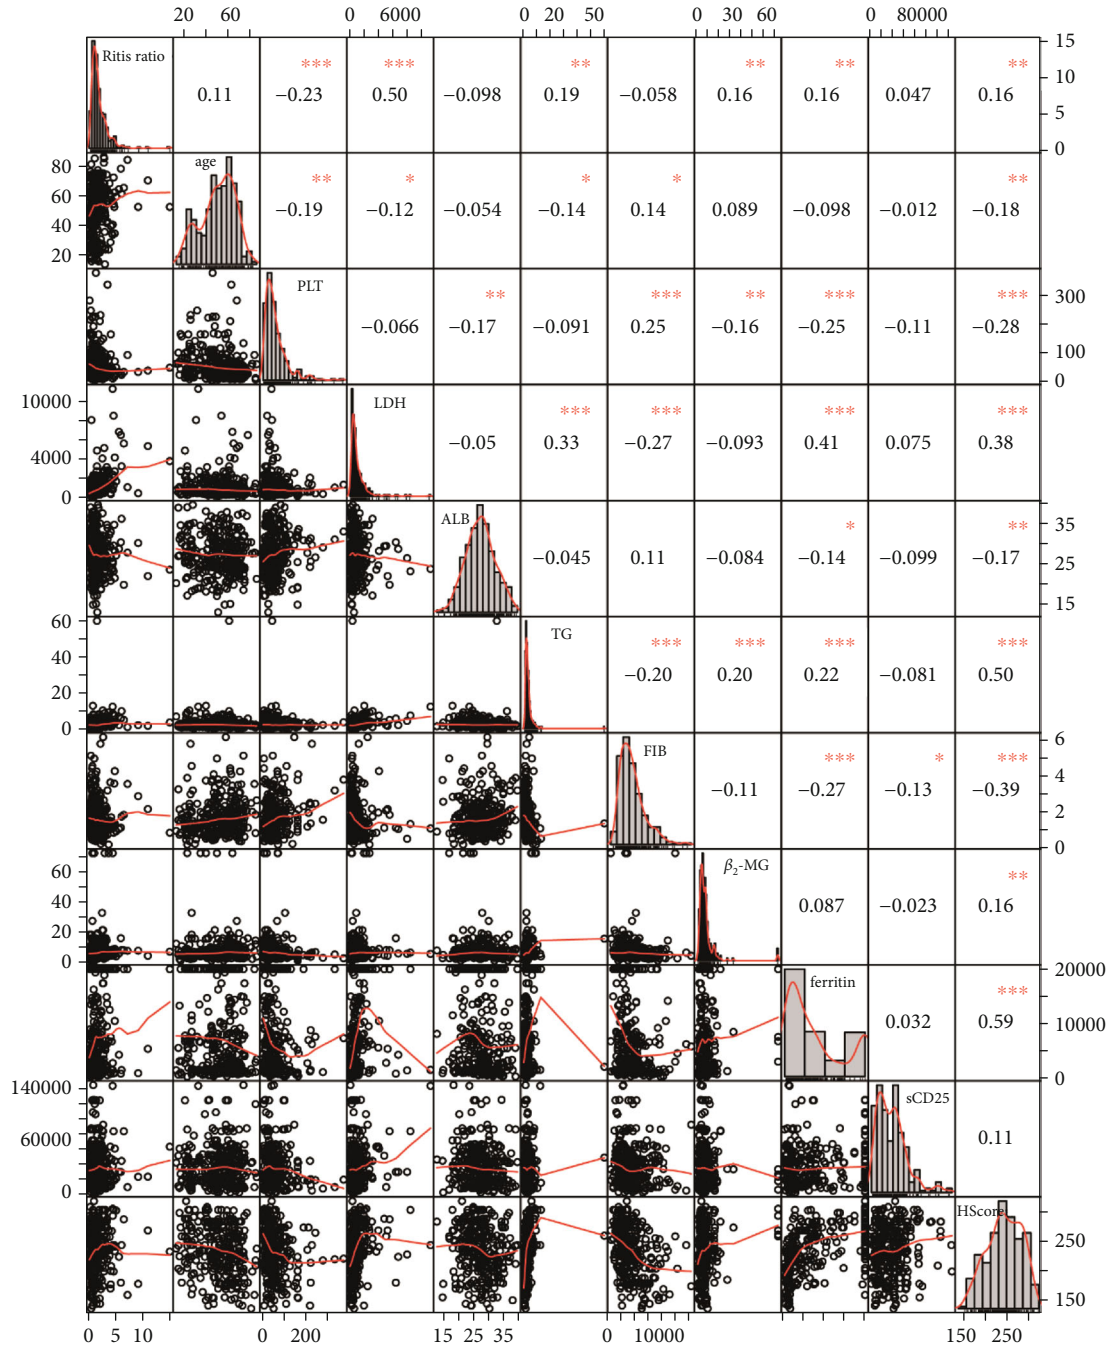 20 60 0 6000 0 20 50 0 30 60 0 80000
Ritis ratio *** *** ** ** ** ** 15
0.11 −0.23 0.50 −0.098 0.19 −0.058 0.16 0.16 0.047 0.16 10
5
0
80 age ** * * * **
60 −0.19 −0.12 −0.054 −0.14 0.14 0.089 −0.098 −0.012 −0.18
40
20
PLT ** *** ** *** *** 300
−0.066 −0.17 −0.091 0.25 −0.16 −0.25 −0.11 −0.28
100
0
10000 LDH *** *** *** ***
−0.05 0.33 −0.27 −0.093 0.41 0.075 0.38
4000
0
ALB * ** 35
−0.045 0.11 −0.084 −0.14 −0.099 −0.17 25
15
60 TG *** *** *** ***
40 −0.20 0.20 0.22 −0.081 0.50
20
0
FIB *** * *** 6
−0.11 −0.27 −0.13 −0.39 4
2
0
60 β2-MG **
40 0.087 −0.023 0.16
20
0
ferritin *** 20000
0.032 0.59 10000
0
140000 sCD25
60000 0.11
0
HScore
250
150
0 5 10 0 200 15 25 35 0 10000 150 250